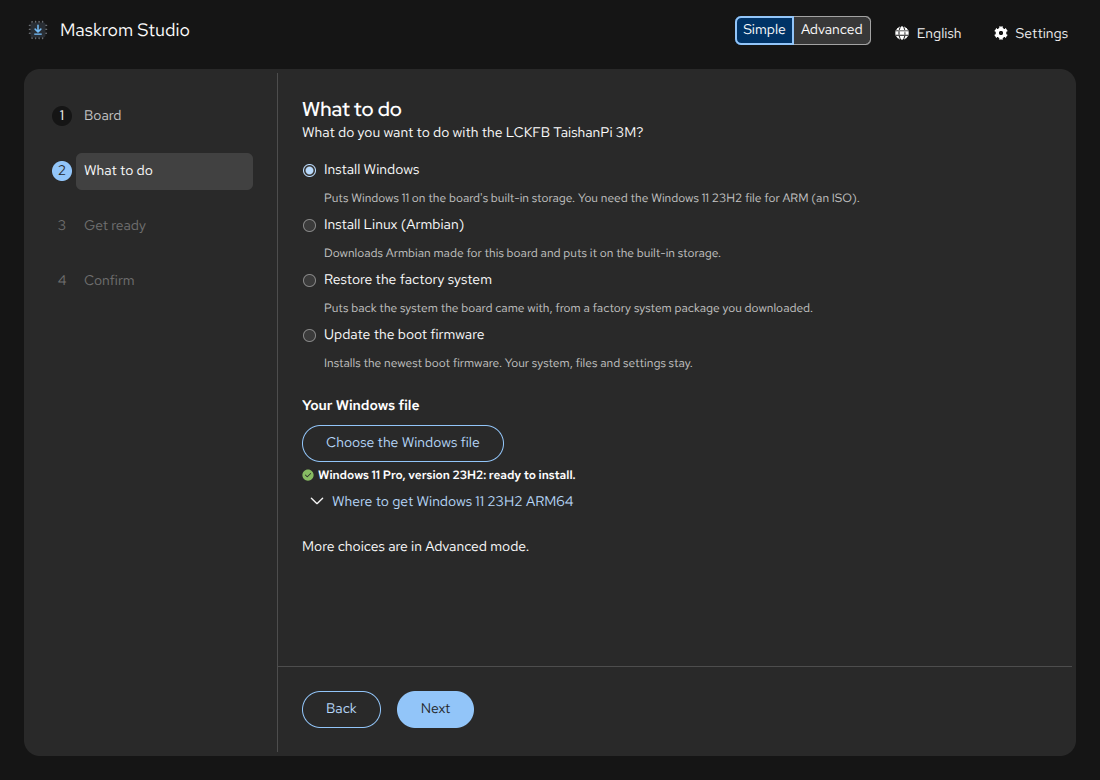 Maskrom Studio
Simple
Advanced
English
Settings
1 Board
2 What to do
3 Get ready
4 Confirm
What to do
What do you want to do with the LCKFB TaishanPi 3M?
Install Windows
Puts Windows 11 on the board's built-in storage. You need the Windows 11 23H2 file for ARM (an ISO).
Install Linux (Armbian)
Downloads Armbian made for this board and puts it on the built-in storage.
Restore the factory system
Puts back the system the board came with, from a factory system package you downloaded.
Update the boot firmware
Installs the newest boot firmware. Your system, files and settings stay.
Your Windows file
Choose the Windows file
Windows 11 Pro, version 23H2: ready to install.
Where to get Windows 11 23H2 ARM64
More choices are in Advanced mode.
Back
Next